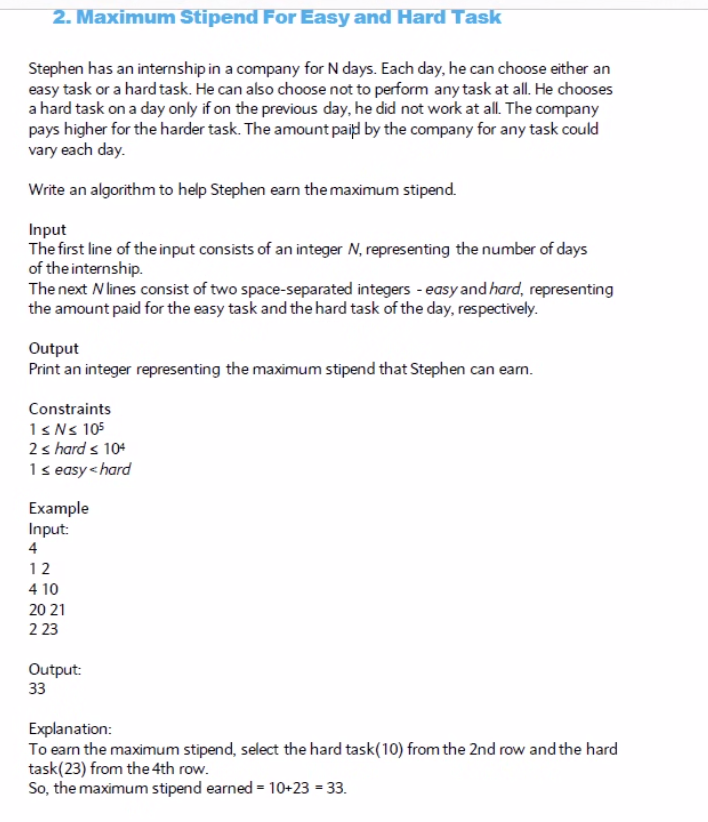 2. Maximum Stipend For Easy and Hard Task
Stephen has an internship in a company for N days. Each day, he can choose either an
easy task or a hard task. He can also choose not to perform any task at all. He chooses
a hard task on a day only if on the previous day, he did not work at all. The company
pays higher for the harder task. The amount paid by the company for any task could
vary each day.
Write an algorithm to help Stephen earn the maximum stipend.
Input
The first line of the input consists of an integer N, representing the number of days
of the internship.
The next N lines consist of two space-separated integers - easy and hard, representing
the amount paid for the easy task and the hard task of the day, respectively.
Output
Print an integer representing the maximum stipend that Stephen can earn.
Constraints
1 ≤ N ≤ 10⁵
2 ≤ hard ≤ 10⁴
1 ≤ easy < hard
Example
Input:
4
1 2
4 10
20 21
2 23
Output:
33
Explanation:
To earn the maximum stipend, select the hard task(10) from the 2nd row and the hard
task(23) from the 4th row.
So, the maximum stipend earned = 10+23 = 33.